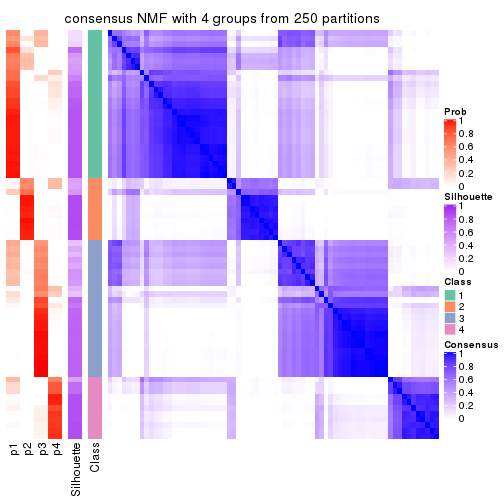 consensus NMF with 4 groups from 250 partitions
Prob
1
0.8
0.6
0.4
0.2
0
Silhouette
1
0.8
0.6
0.4
0.2
0
Class
1
2
3
4
Consensus
1
0.8
0.6
0.4
0.2
0
p1
p2
p3
p4
Silhouette
Class